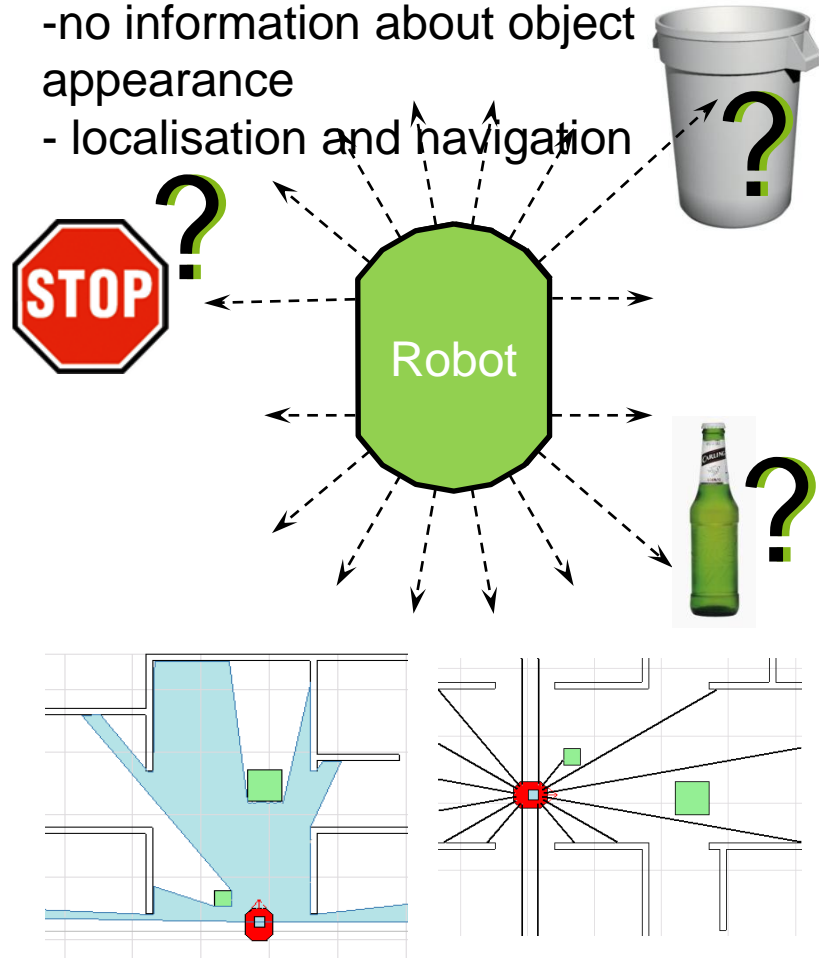 -no information about object
appearance
- localisation and navigation
?
?
STOP
Robot
CARLING
?